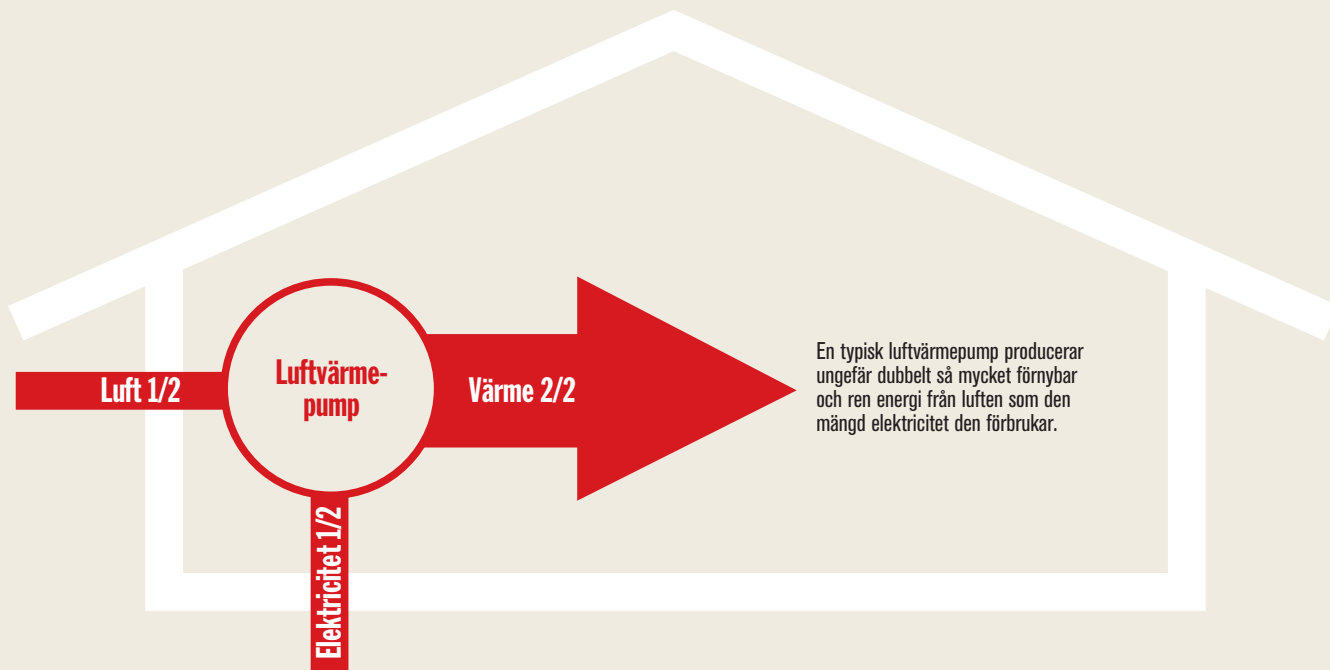 Luft 1/2
Luftvärme-
pump
Värme 2/2
Elektricitet 1/2
En typisk luftvärmepump producerar
ungefär dubbelt så mycket förnybar
och ren energi från luften som den
mängd elektricitet den förbrukar.